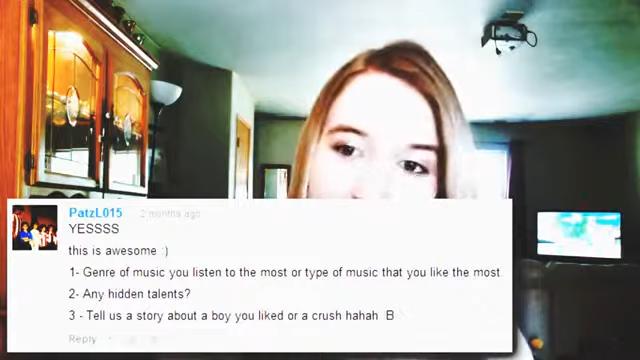 PatzL015 2 months ago
YESSSS
this is awesome :)
1- Genre of music you listen to the most or type of music that you like the most
2- Any hidden talents?
3 - Tell us a story about a boy you liked or a crush hahah B
Reply